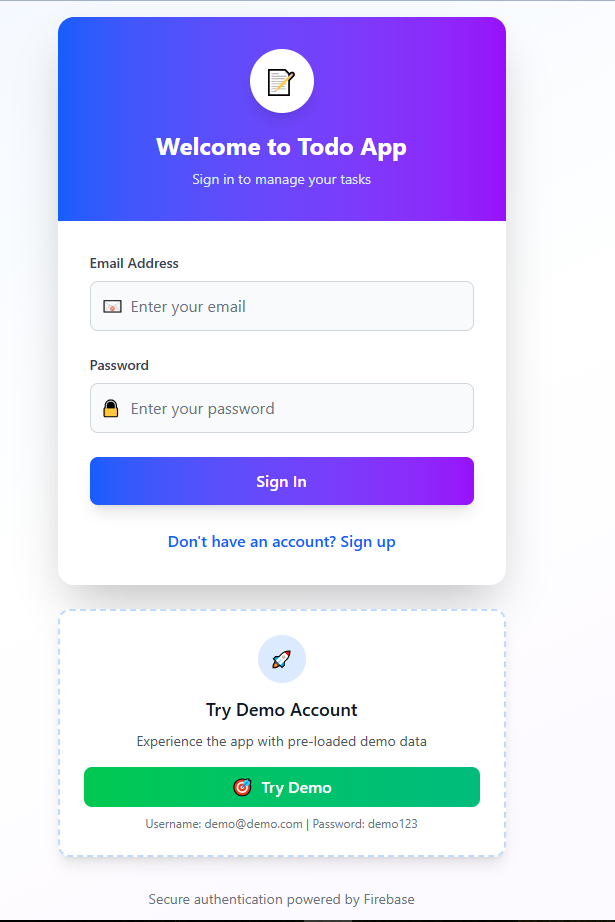 Welcome to Todo App
Sign in to manage your tasks
Email Address
Enter your email
Password
Enter your password
Sign In
Don't have an account? Sign up
Try Demo Account
Experience the app with pre-loaded demo data
Try Demo
Username: demo@demo.com | Password: demo123
Secure authentication powered by Firebase